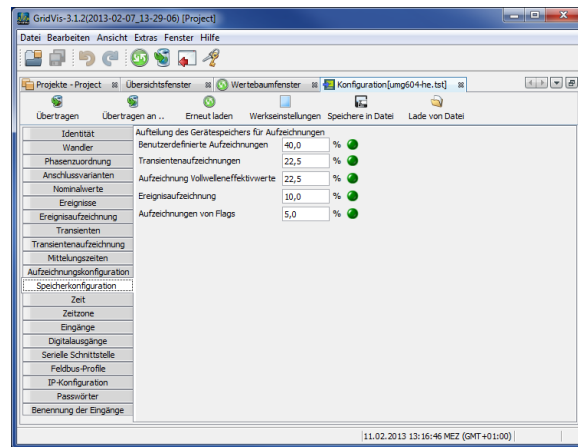 GridVis-3.1.2(2013-02-07_13-29-06) [Project]
Datei Bearbeiten Ansicht Extras Fenster Hilfe
Projekte - Project Übersichtsfenster Wertebaumfenster Konfiguration[umg604-he.tst]
Übertragen Übertragen an .. Erneut laden Werkseinstellungen Speichere in Datei Lade von Datei
Identität
Wandler
Phasenzuordnung
Anschlussvarianten
Nominalwerte
Ereignisse
Ereignisaufzeichnung
Transienten
Transientenaufzeichnung
Mittelungszeiten
Aufzeichnungskonfiguration
Speicherkonfiguration
Zeit
Zeitzone
Eingänge
Digitalausgänge
Serielle Schnittstelle
Feldbus-Profile
IP-Konfiguration
Passwörter
Benennung der Eingänge
Aufteilung des Gerätespeichers für Aufzeichnungen
Benutzerdefinierte Aufzeichnungen 40,0 %
Transientenaufzeichnungen 22,5 %
Aufzeichnung Vollwelleneffektivwerte 22,5 %
Ereignisaufzeichnung 10,0 %
Aufzeichnungen von Flags 5,0 %
11.02.2013 13:16:46 MEZ (GMT+01:00)